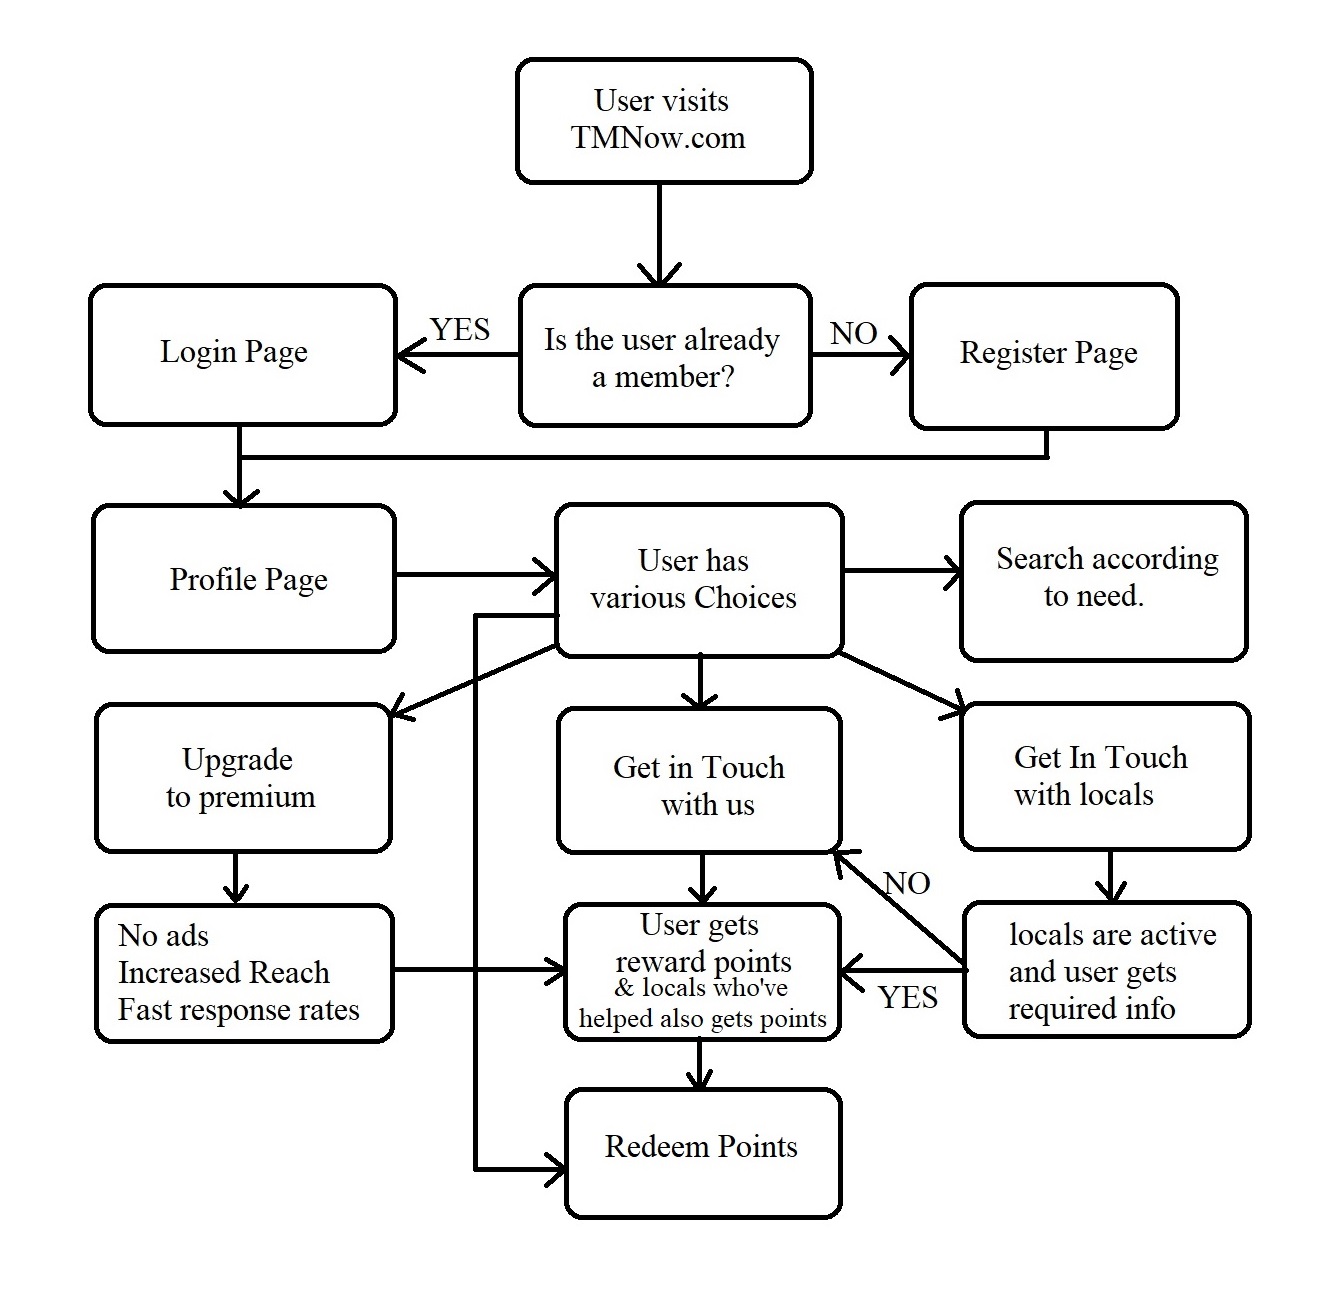 User visits
TMNow.com
Login Page
YES
Is the user already
a member?
NO
Register Page
Profile Page
User has
various Choices
Search according
to need.
Upgrade
to premium
Get in Touch
with us
Get In Touch
with locals
NO
No ads
Increased Reach
Fast response rates
User gets
reward points
& locals who've
helped also gets points
YES
locals are active
and user gets
required info
Redeem Points